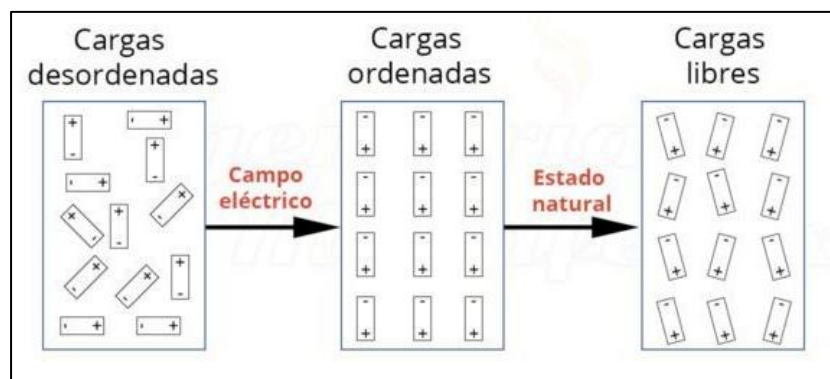 Cargas
desordenadas
Cargas
ordenadas
Cargas
libres
Campo
eléctrico
Estado
natural